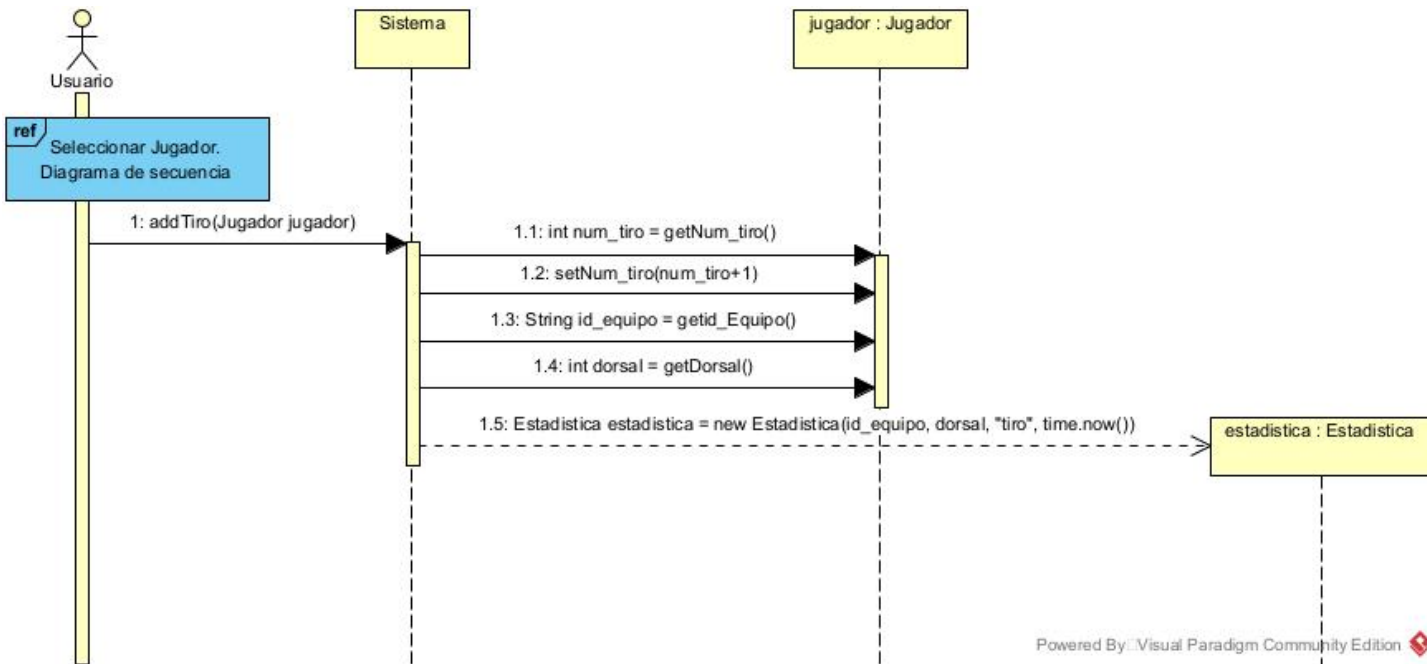 Usuario
Sistema
jugador : Jugador
ref
Seleccionar Jugador.
Diagrama de secuencia
1: addTiro(Jugador jugador)
1.1: int num_tiro = getNum_tiro()
1.2: setNum_tiro(num_tiro+1)
1.3: String id_equipo = getid_Equipo()
1.4: int dorsal = getDorsal()
1.5: Estadistica estadistica = new Estadistica(id_equipo, dorsal, "tiro", time.now())
estadistica : Estadistica
Powered By Visual Paradigm Community Edition